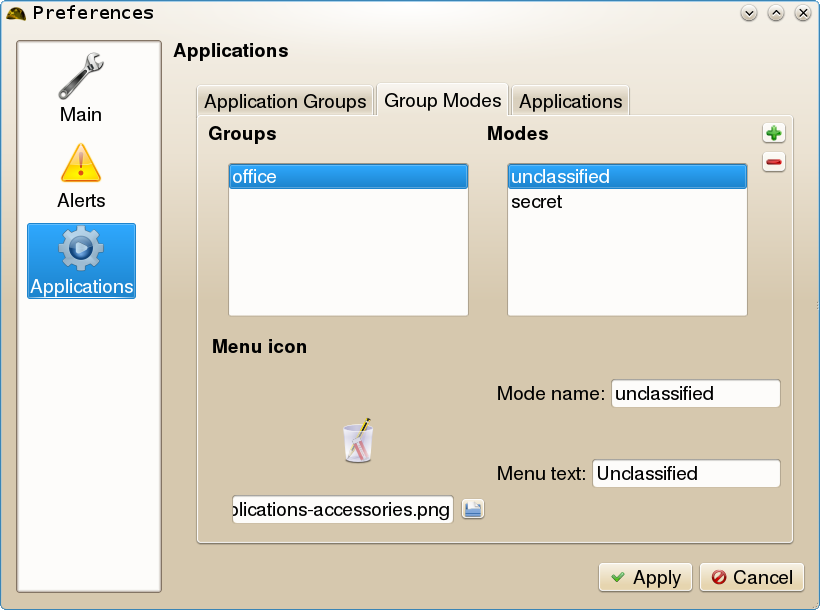 Preferences
Applications
Main
Alerts
Applications
Application Groups
Group Modes
Applications
Groups
Modes
office
unclassified
secret
Menu icon
Mode name: unclassified
Menu text: Unclassified
plications-accessories.png
Apply
Cancel